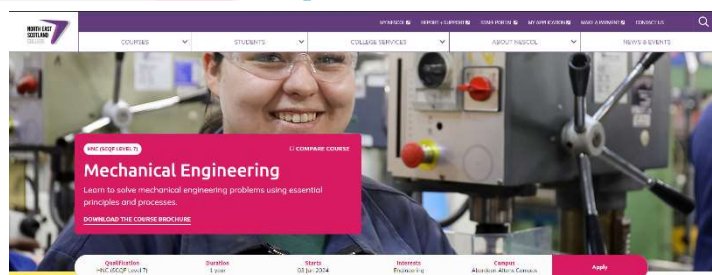 NORTH EAST
SCOTLAND
COLLEGE
MYNESCOL REPORT + SUPPORT STAFF PORTAL MY APPLICATION MAKE A PAYMENT CONTACT US
COURSES STUDENTS COLLEGE SERVICES ABOUT NESCOL NEWS & EVENTS
HNC (SCQF LEVEL 7) COMPARE COURSE
Mechanical Engineering
Learn to solve mechanical engineering problems using essential
principles and processes.
DOWNLOAD THE COURSE BROCHURE
Qualification Duration Starts Interests Campus Apply
HNC (SCQF Level 7) 1 year 2024 Engineering Aberdeen Altens Campus